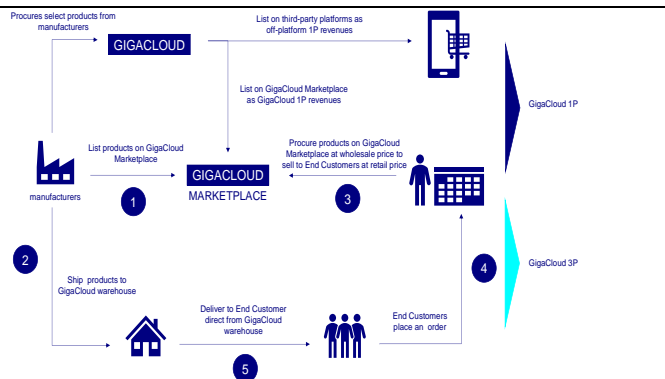 Procures select products from
manufacturers
GIGACLOUD
List on third-party platforms as
off-platform 1P revenues
List on GigaCloud Marketplace
as GigaCloud 1P revenues
GigaCloud 1P
List products on GigaCloud
Marketplace
Procure products on GigaCloud
Marketplace at wholesale price to
sell to End Customers at retail price
manufacturers
1
GIGACLOUD
MARKETPLACE
3
2
Ship products to
GigaCloud warehouse
4
GigaCloud 3P
Deliver to End Customer
direct from GigaCloud
warehouse
End Customers
place an order
5